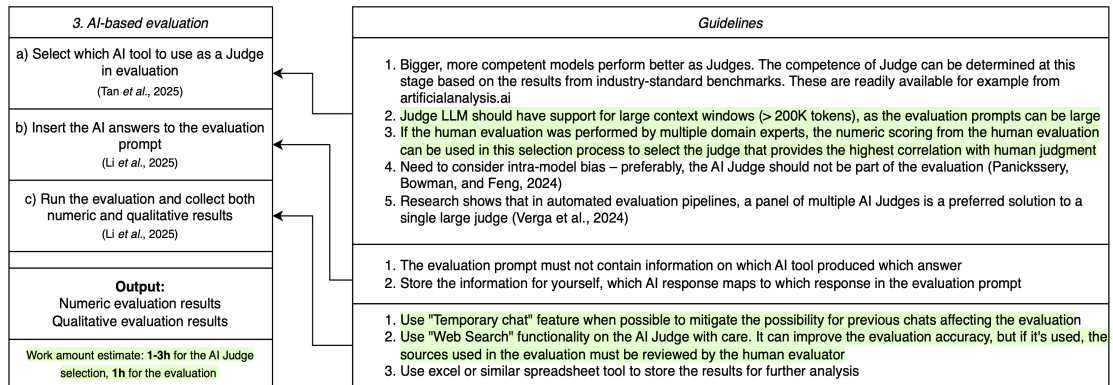 3. AI-based evaluation
a) Select which AI tool to use as a Judge
in evaluation
(Tan et al., 2025)
b) Insert the AI answers to the evaluation
prompt
(Li et al., 2025)
c) Run the evaluation and collect both
numeric and qualitative results
(Li et al., 2025)
Output:
Numeric evaluation results
Qualitative evaluation results
Work amount estimate: 1-3h for the AI Judge
selection, 1h for the evaluation
Guidelines
1. Bigger, more competent models perform better as Judges. The competence of Judge can be determined at this
stage based on the results from industry-standard benchmarks. These are readily available for example from
artificialanalysis.ai
2. Judge LLM should have support for large context windows (> 200K tokens), as the evaluation prompts can be large
3. If the human evaluation was performed by multiple domain experts, the numeric scoring from the human evaluation
can be used in this selection process to select the judge that provides the highest correlation with human judgment
4. Need to consider intra-model bias – preferably, the AI Judge should not be part of the evaluation (Panickssery,
Bowman, and Feng, 2024)
5. Research shows that in automated evaluation pipelines, a panel of multiple AI Judges is a preferred solution to a
single large judge (Verga et al., 2024)
1. The evaluation prompt must not contain information on which AI tool produced which answer
2. Store the information for yourself, which AI response maps to which response in the evaluation prompt
1. Use "Temporary chat" feature when possible to mitigate the possibility for previous chats affecting the evaluation
2. Use "Web Search" functionality on the AI Judge with care. It can improve the evaluation accuracy, but if it's used, the
sources used in the evaluation must be reviewed by the human evaluator
3. Use excel or similar spreadsheet tool to store the results for further analysis